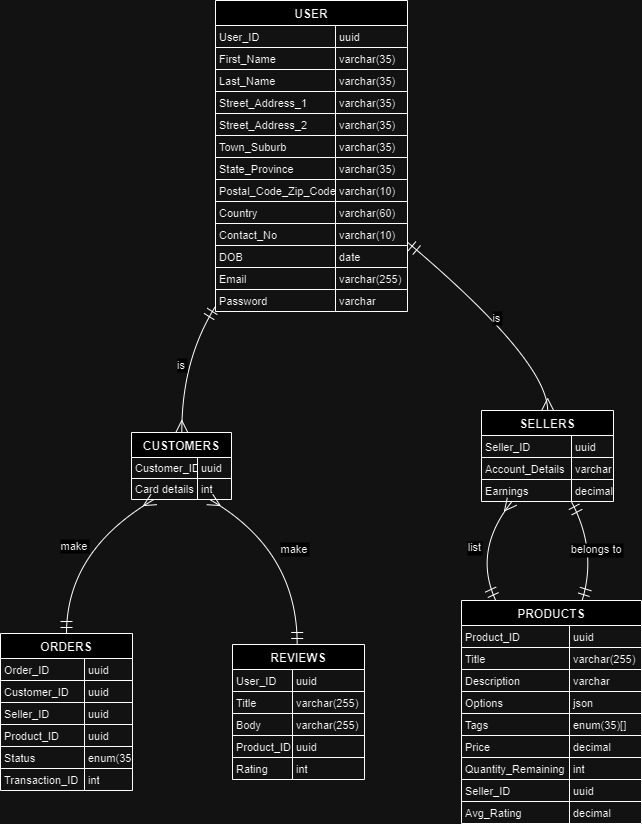 USER
User_ID uuid
First_Name varchar(35)
Last_Name varchar(35)
Street_Address_1 varchar(35)
Street_Address_2 varchar(35)
Town_Suburb varchar(35)
State_Province varchar(35)
Postal_Code_Zip_Code varchar(10)
Country varchar(60)
Contact_No varchar(10)
DOB date
Email varchar(255)
Password varchar
is
is
CUSTOMERS
Customer_ID uuid
Card details int
SELLERS
Seller_ID uuid
Account_Details varchar
Earnings decimal
make
make
list
belongs to
ORDERS
Order_ID uuid
Customer_ID uuid
Seller_ID uuid
Product_ID uuid
Status enum(35
Transaction_ID int
REVIEWS
User_ID uuid
Title varchar(255)
Body varchar(255)
Product_ID uuid
Rating int
PRODUCTS
Product_ID uuid
Title varchar(255)
Description varchar
Options json
Tags enum(35)[]
Price decimal
Quantity_Remaining int
Seller_ID uuid
Avg_Rating decimal